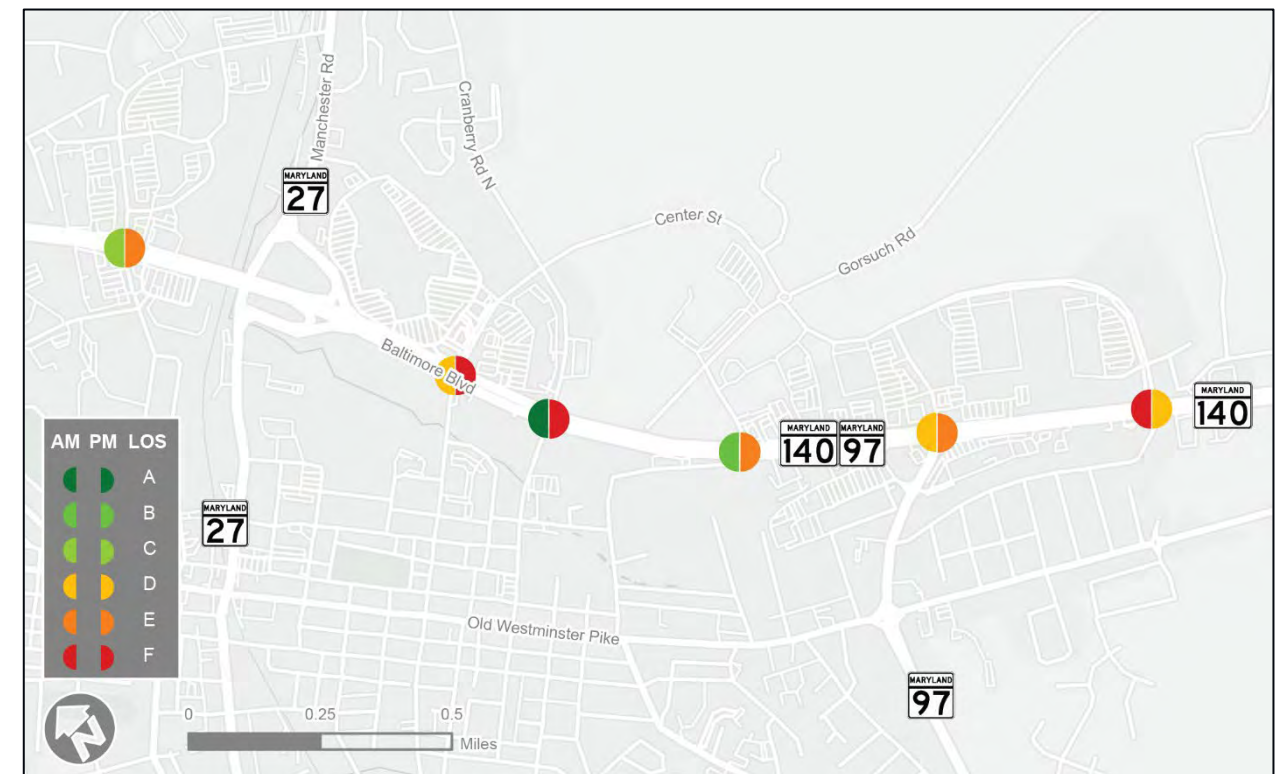 Manchester Rd
Cranberry Rd N
MARYLAND
27
Center St
Gorsuch Rd
Baltimore Blvd
MARYLAND
140
MARYLAND
140
MARYLAND
97
AM PM LOS
A
B
C
D
E
F
MARYLAND
27
Old Westminster Pike
MARYLAND
97
N
0 0.25 0.5
Miles